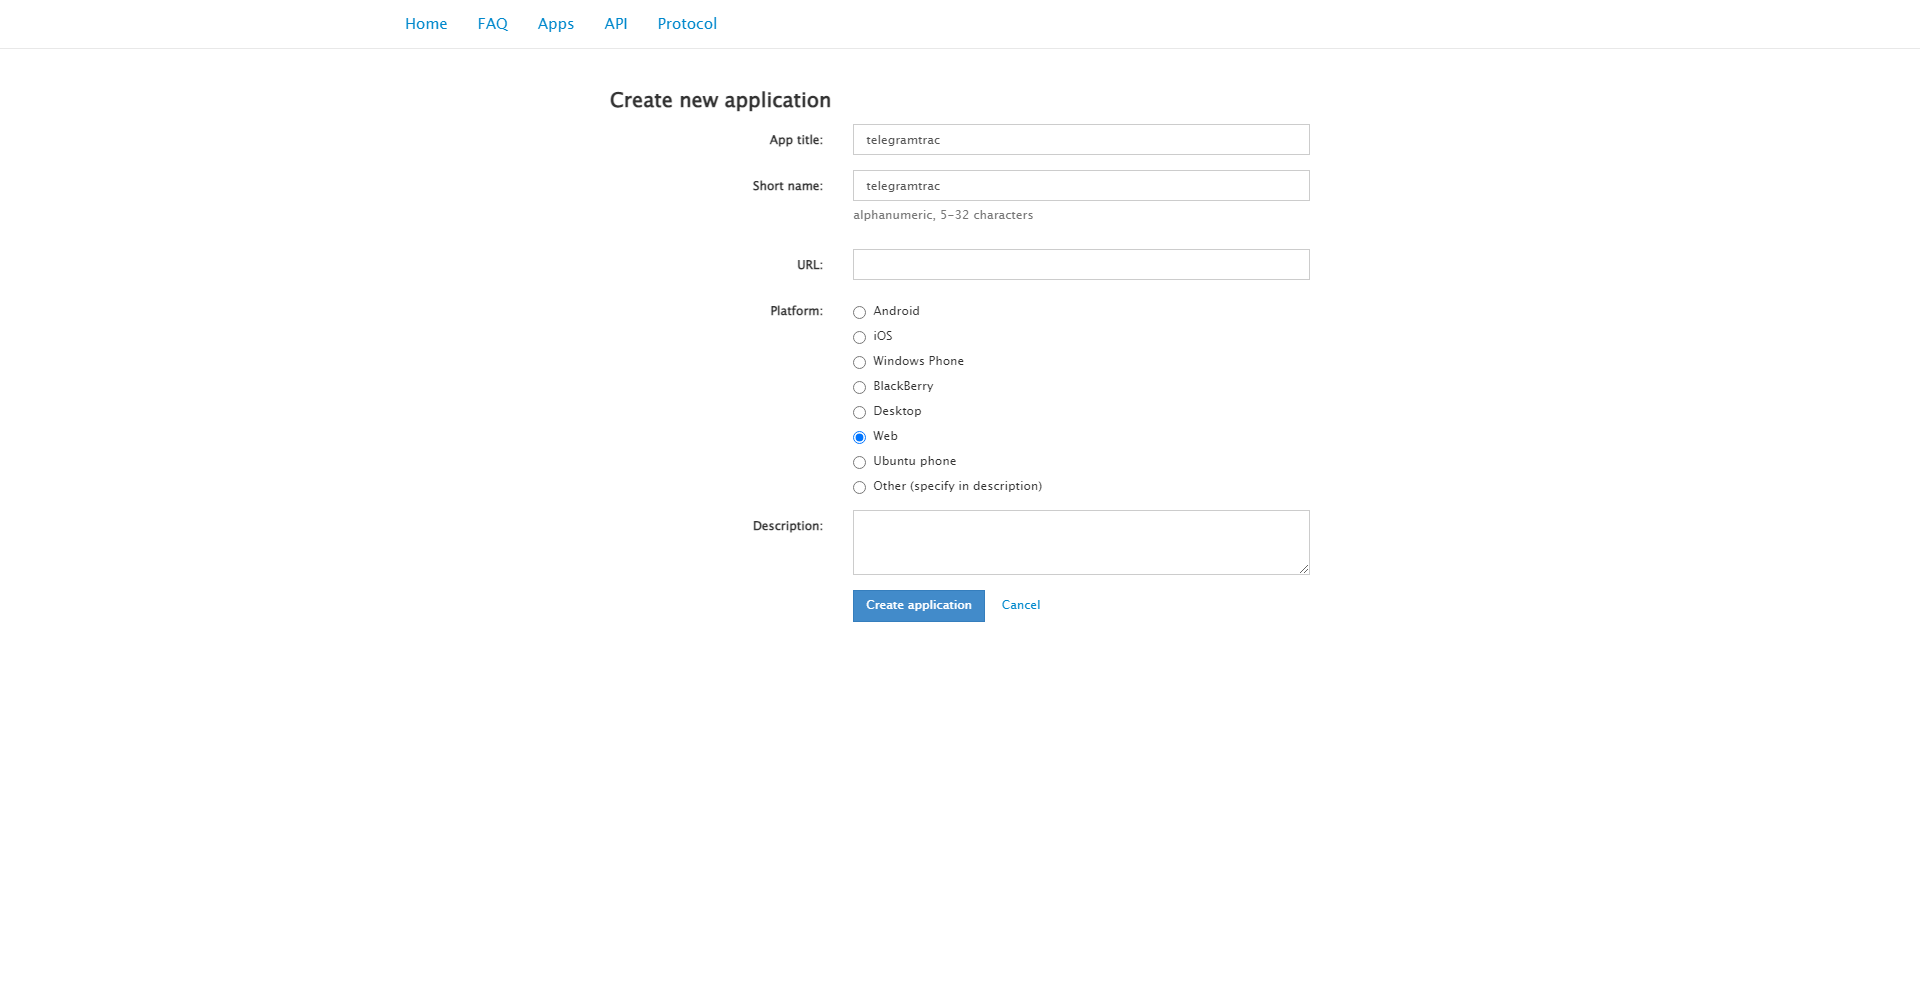 Home FAQ Apps API Protocol
Create new application
App title: telegramtrac
Short name: telegramtrac
alphanumeric, 5-32 characters
URL:
Platform: Android
iOS
Windows Phone
BlackBerry
Desktop
Web
Ubuntu phone
Other (specify in description)
Description:
Create application Cancel